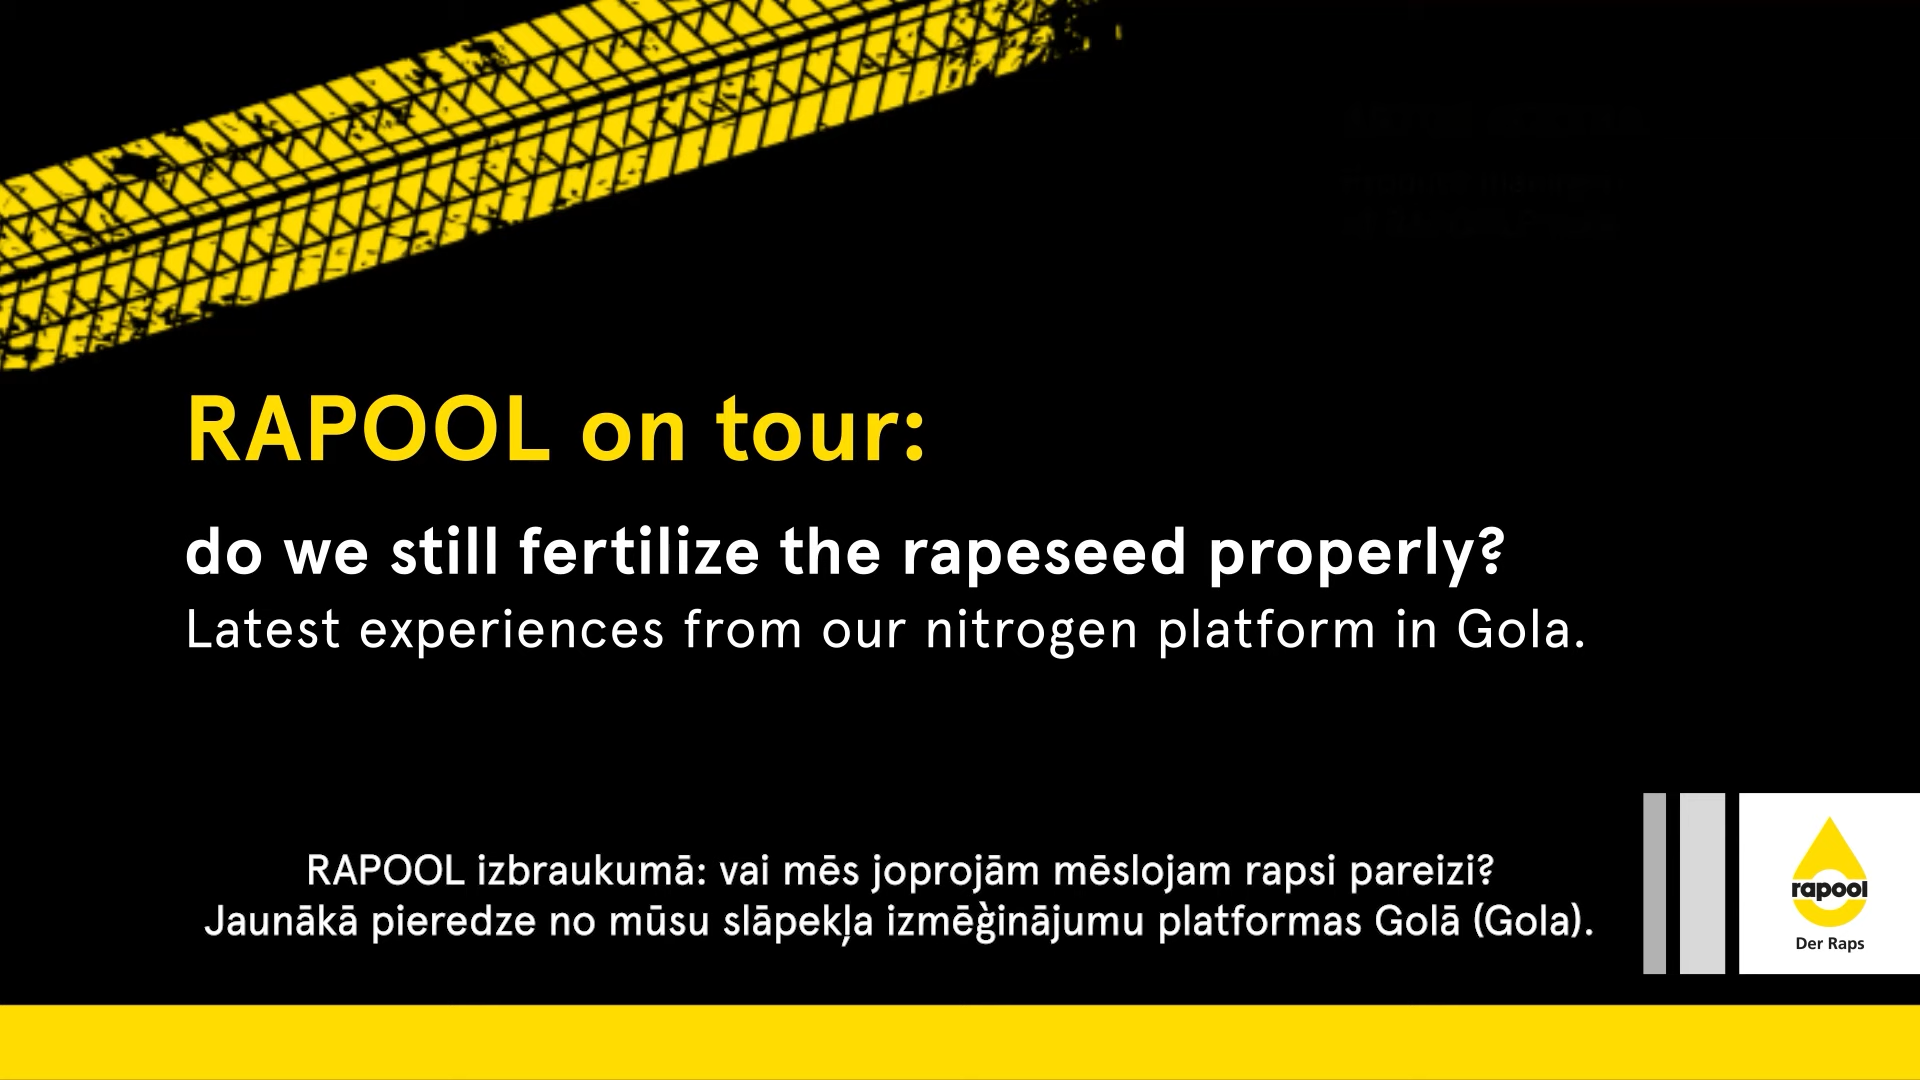 RAPOOL on tour:
do we still fertilize the rapeseed properly?
Latest experiences from our nitrogen platform in Gola.
RAPOOL izbraukumā: vai mēs joprojām mēslojam rapsi pareizi?
Jaunākā pieredze no mūsu slāpekļa izmēģinājumu platformas Golā (Gola).
rapool
Der Raps